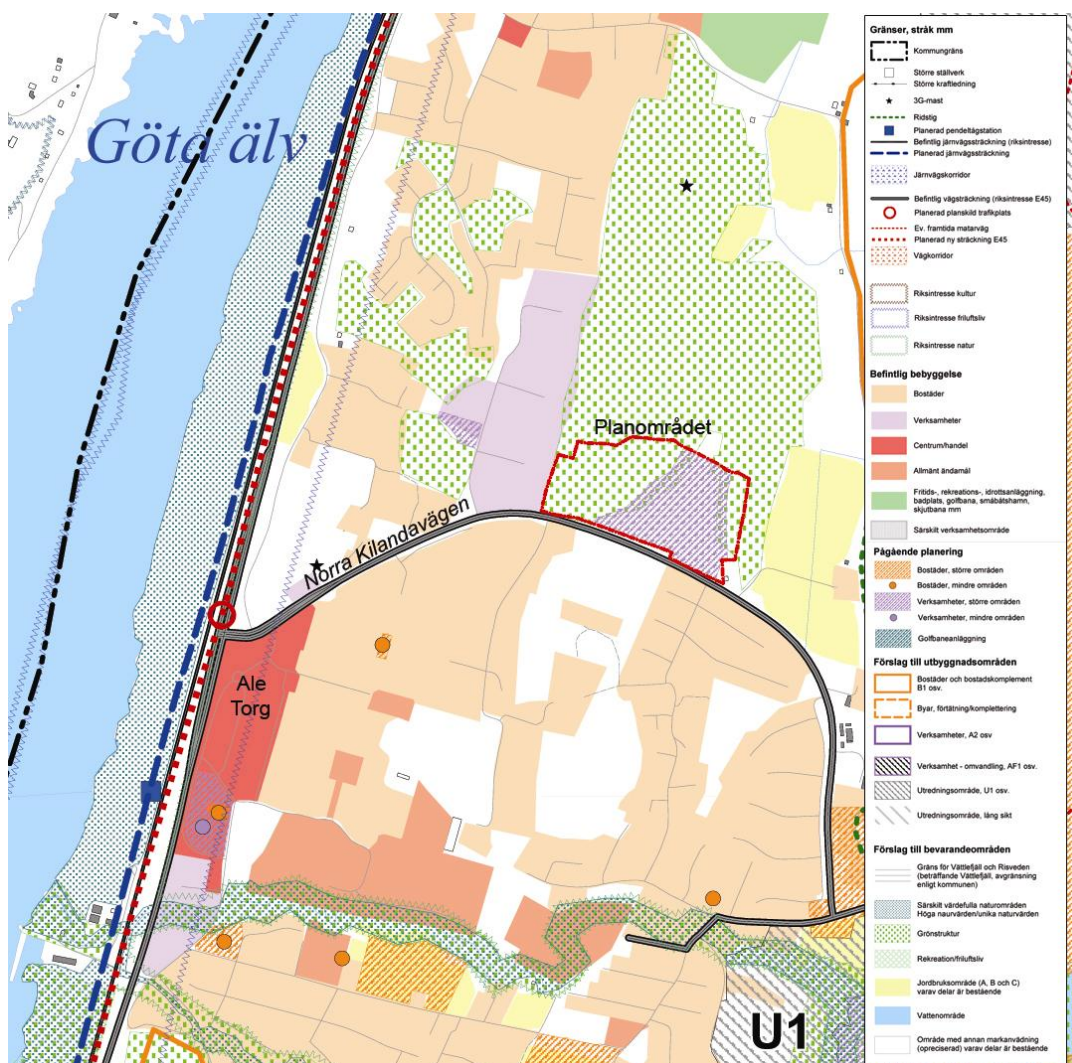 Göta älv
Planområdet
Norra Kilandavägen
Ale
Torg
U1
Gränser, stråk mm
Kommungräns
Större ställverk
Större kraftledning
3G-mast
Ridstig
Planerad pendeltågstation
Befintlig järnvägssträckning (riksintresse)
Planerad järnvägssträckning
Järnvägskorridor
Befintlig vägsträckning (riksintresse E45)
Planerad planskild trafikplats
Ev. framtida matarväg
Planerad ny sträckning E45
Vägkorridor
Riksintresse kultur
Riksintresse friluftsliv
Riksintresse natur
Befintlig bebyggelse
Bostäder
Verksamheter
Centrum/handel
Allmänt ändamål
Fritids-, rekreations-, idrottsanläggning,
badplats, golfbana, småbåtshamn,
skjutbana mm
Särskilt verksamhetsområde
Pågående planering
Bostäder, större områden
Bostäder, mindre områden
Verksamheter, större områden
Verksamheter, mindre områden
Golfbaneanläggning
Förslag till utbyggnadsområden
Bostäder och bostadskomplement
B1 osv.
Byar, förtätning/komplettering
Verksamheter, A2 osv
Verksamhet - omvandling, AF1 osv.
Utredningsområde, U1 osv.
Utredningsområde, lång sikt
Förslag till bevarandeområden
Gräns för Vättlefjäll och Risveden
(beträffande Vättlefjäll, avgränsning
enligt kommunen)
Särskilt värdefulla naturområden
Höga naurvärden/unika naturvärden
Grönstruktur
Rekreation/friluftsliv
Jordbruksområde (A, B och C)
varav delar är bestående
Vattenområde
Område med annan markanvädning
(opreciserad) varav delar är bestående